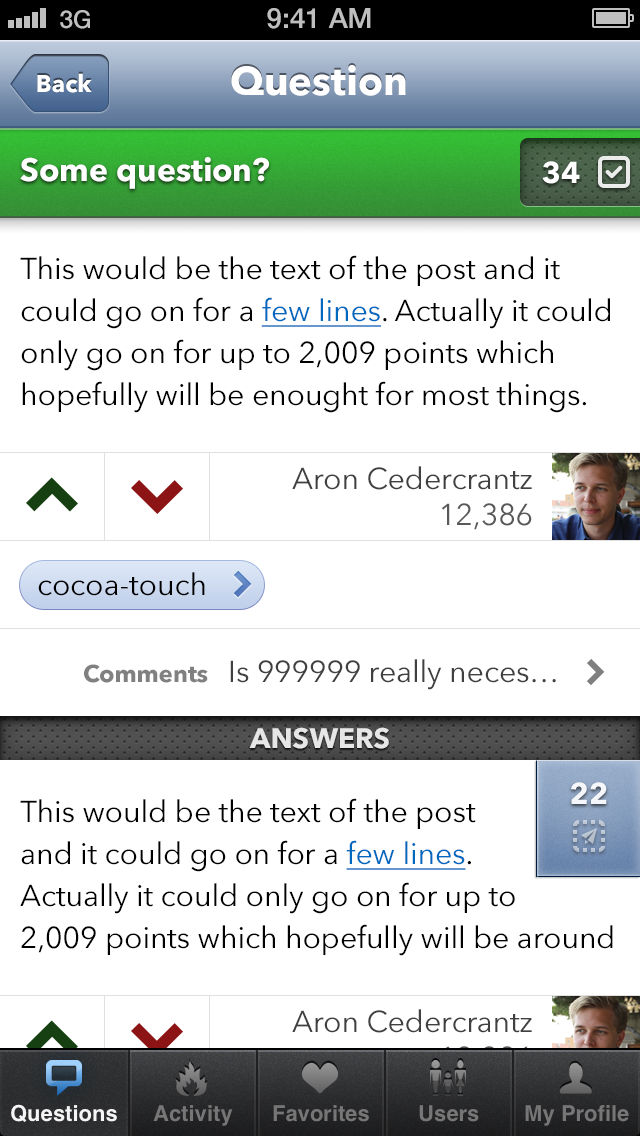 3G 9:41 AM
Back Question
Some question? 34
This would be the text of the post and it
could go on for a few lines. Actually it could
only go on for up to 2,009 points which
hopefully will be enought for most things.
Aron Cedercrantz
12,386
cocoa-touch
Comments Is 999999 really neces…
ANSWERS
22
This would be the text of the post
and it could go on for a few lines.
Actually it could only go on for up to
2,009 points which hopefully will be around
Aron Cedercrantz
Questions Activity Favorites Users My Profile